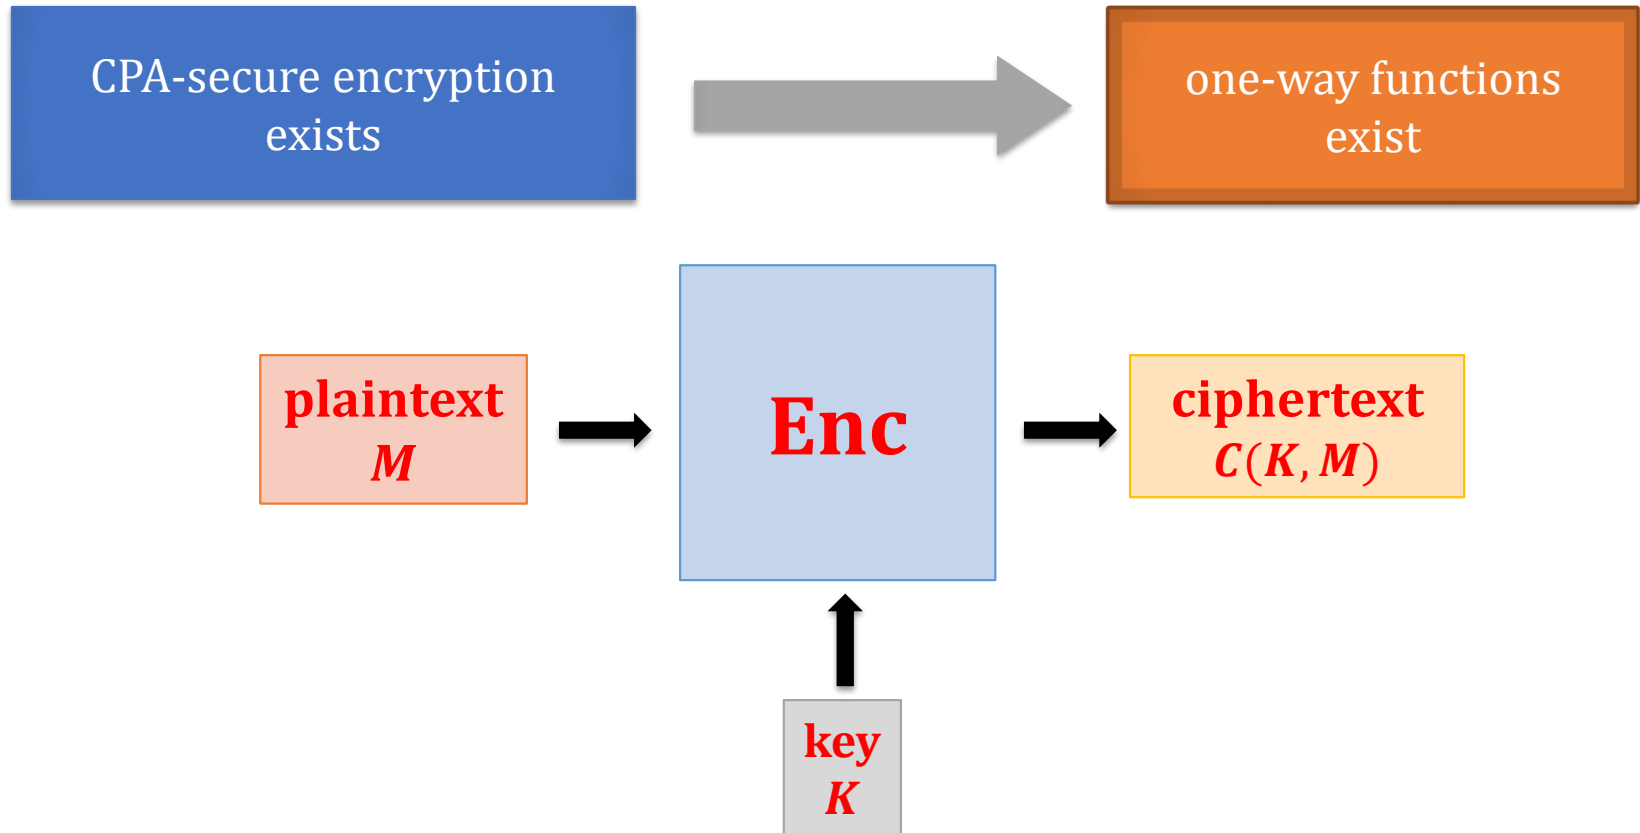 CPA-secure encryption
exists
one-way functions
exist
plaintext
M
Enc
ciphertext
C(K, M)
key
K